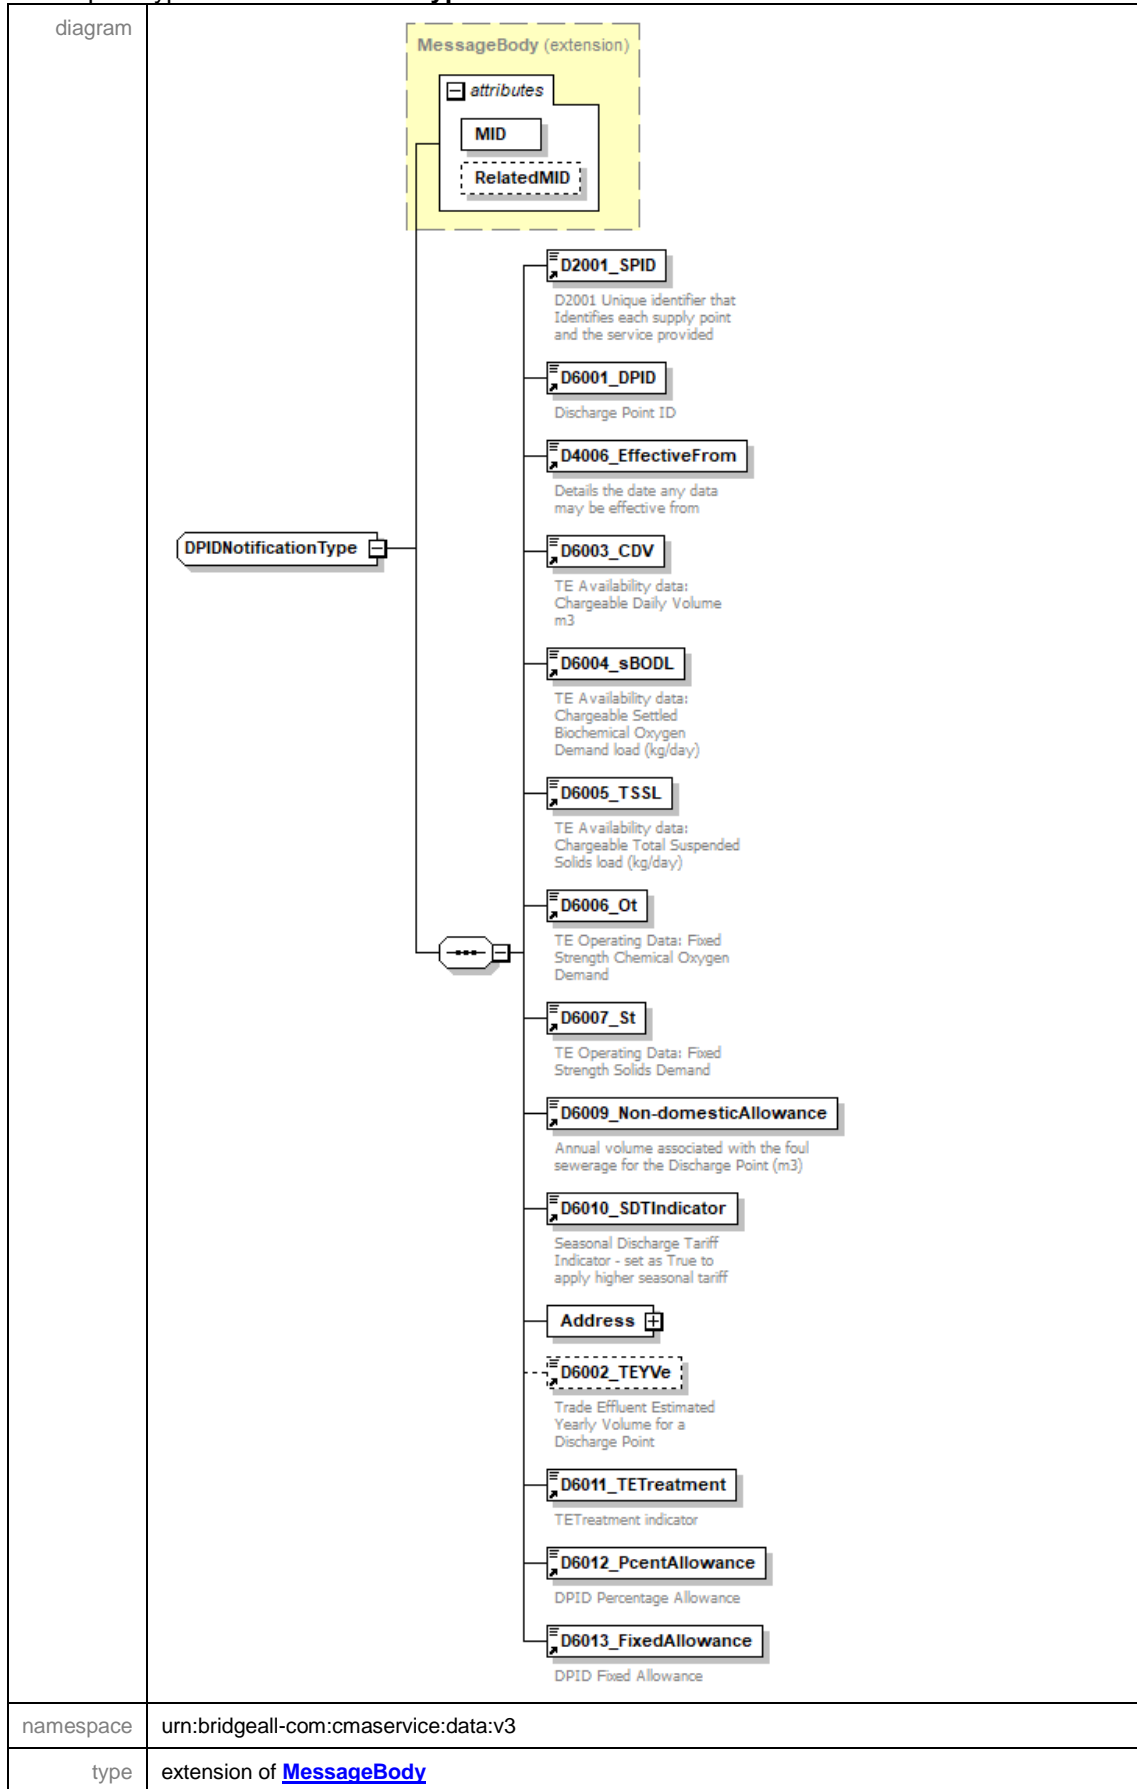 diagram
MessageBody (extension)
attributes
MID
RelatedMID
D2001_SPID
D2001 Unique identifier that
Identifies each supply point
and the service provided
D6001_DPID
Discharge Point ID
D4006_EffectiveFrom
Details the date any data
may be effective from
DPIDNotificationType
D6003_CDV
TE Availability data:
Chargeable Daily Volume
m3
D6004_sBODL
TE Availability data:
Chargeable Settled
Biochemical Oxygen
Demand load (kg/day)
D6005_TSSL
TE Availability data:
Chargeable Total Suspended
Solids load (kg/day)
D6006_Ot
TE Operating Data: Fixed
Strength Chemical Oxygen
Demand
D6007_St
TE Operating Data: Fixed
Strength Solids Demand
D6009_Non-domesticAllowance
Annual volume associated with the foul
sewerage for the Discharge Point (m3)
D6010_SDTIndicator
Seasonal Discharge Tariff
Indicator - set as True to
apply higher seasonal tariff
Address
D6002_TEYVe
Trade Effluent Estimated
Yearly Volume for a
Discharge Point
D6011_TETreatment
TETreatment indicator
D6012_PcentAllowance
DPID Percentage Allowance
D6013_FixedAllowance
DPID Fixed Allowance
namespace urn:bridgeall-com:cmaservice:data:v3
type extension of MessageBody